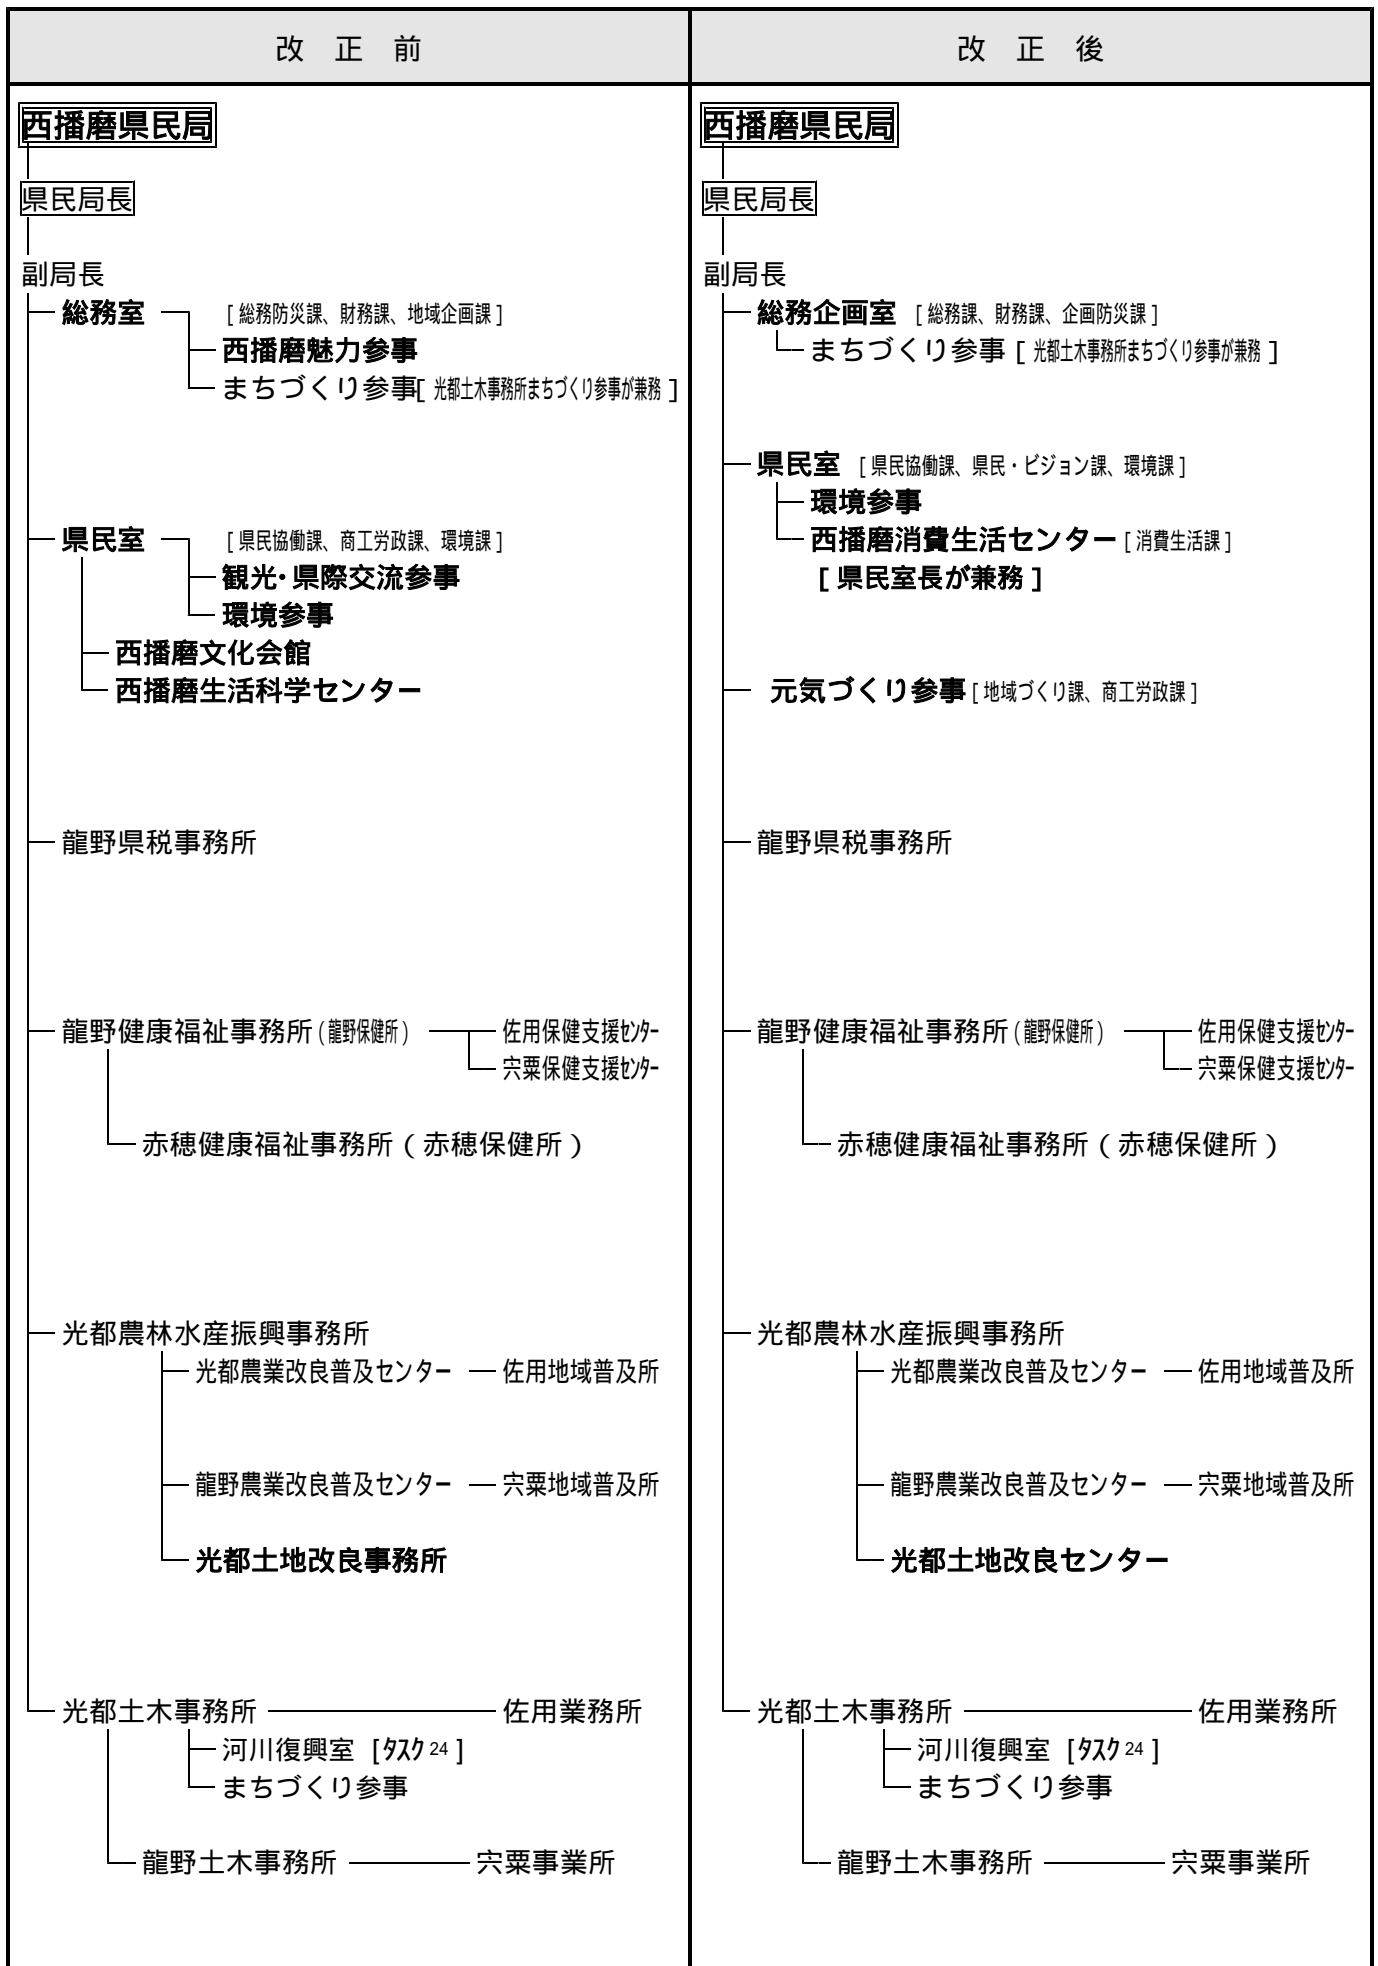 改 正 前
西播磨県民局
県民局長
副局長
総務室 [ 総務防災課、財務課、地域企画課 ]
西播磨魅力参事
まちづくり参事[ 光都土木事務所まちづくり参事が兼務 ]
県民室 [ 県民協働課、商工労政課、環境課 ]
観光･県際交流参事
環境参事
西播磨文化会館
西播磨生活科学センター
龍野県税事務所
龍野健康福祉事務所(龍野保健所) 佐用保健支援ｾﾝﾀｰ
宍粟保健支援ｾﾝﾀｰ
赤穂健康福祉事務所（赤穂保健所）
光都農林水産振興事務所
光都農業改良普及センター 佐用地域普及所
龍野農業改良普及センター 宍粟地域普及所
光都土地改良事務所
光都土木事務所 佐用業務所
河川復興室 [ﾀｽｸ24]
まちづくり参事
龍野土木事務所 宍粟事業所
改 正 後
西播磨県民局
県民局長
副局長
総務企画室 [ 総務課、財務課、企画防災課 ]
まちづくり参事 [ 光都土木事務所まちづくり参事が兼務 ]
県民室 [ 県民協働課、県民・ビジョン課、環境課 ]
環境参事
西播磨消費生活センター [ 消費生活課 ]
[ 県民室長が兼務 ]
元気づくり参事 [ 地域づくり課、商工労政課 ]
龍野県税事務所
龍野健康福祉事務所(龍野保健所) 佐用保健支援ｾﾝﾀｰ
宍粟保健支援ｾﾝﾀｰ
赤穂健康福祉事務所（赤穂保健所）
光都農林水産振興事務所
光都農業改良普及センター 佐用地域普及所
龍野農業改良普及センター 宍粟地域普及所
光都土地改良センター
光都土木事務所 佐用業務所
河川復興室 [ﾀｽｸ24]
まちづくり参事
龍野土木事務所 宍粟事業所